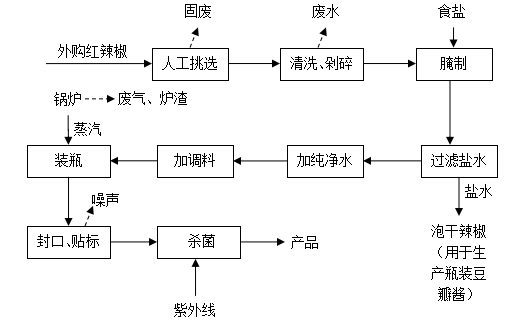 固废
废水
食盐
外购红辣椒
人工挑选
清洗、剁碎
腌制
锅炉
废气、炉渣
蒸汽
装瓶
加调料
加纯净水
过滤盐水
盐水
噪声
封口、贴标
杀菌
产品
泡干辣椒
（用于生
产瓶装豆
瓣酱）
紫外线